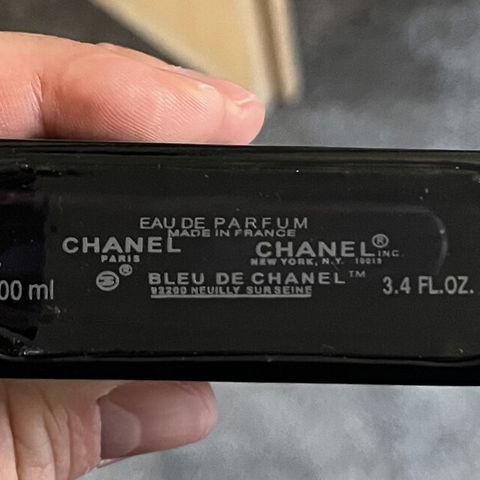 EAU DE PARFUM
MADE IN FRANCE
CHANEL CHANEL® INC.
PARIS NEW YORK, N.Y. 10019
® BLEU DE CHANEL™
00 ml 92200 NEUILLY SUR SEINE 3.4 FL.OZ.